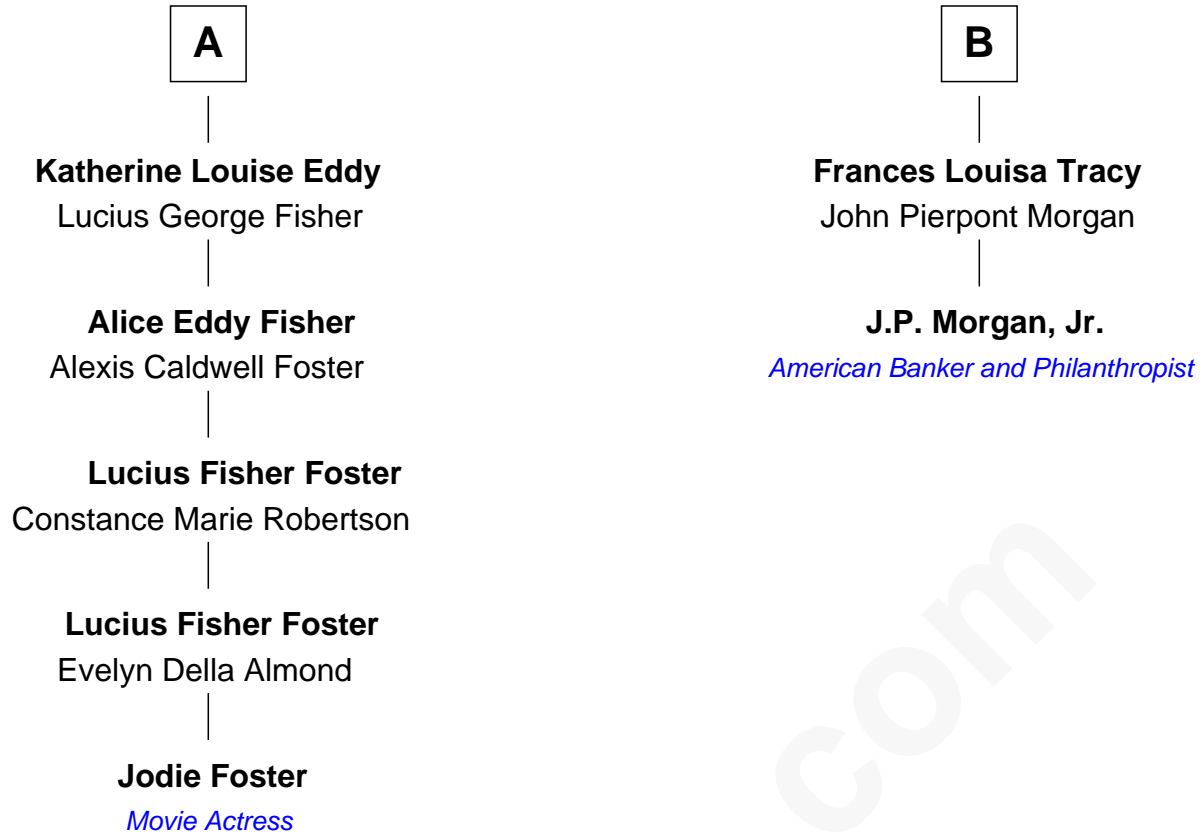 A
Katherine Louise Eddy
Lucius George Fisher
Alice Eddy Fisher
Alexis Caldwell Foster
Lucius Fisher Foster
Constance Marie Robertson
Lucius Fisher Foster
Evelyn Della Almond
Jodie Foster
Movie Actress
B
Frances Louisa Tracy
John Pierpont Morgan
J.P. Morgan, Jr.
American Banker and Philanthropist
com